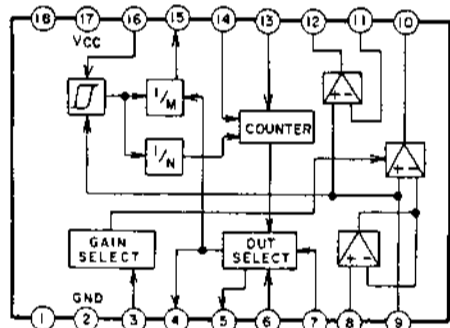 18 17 16 15 14 13 12 11 10
VCC
1/M
1/N
COUNTER
+ -
+ -
GAIN SELECT
OUT SELECT
+ -
GND
1 2 3 4 5 6 7 8 9